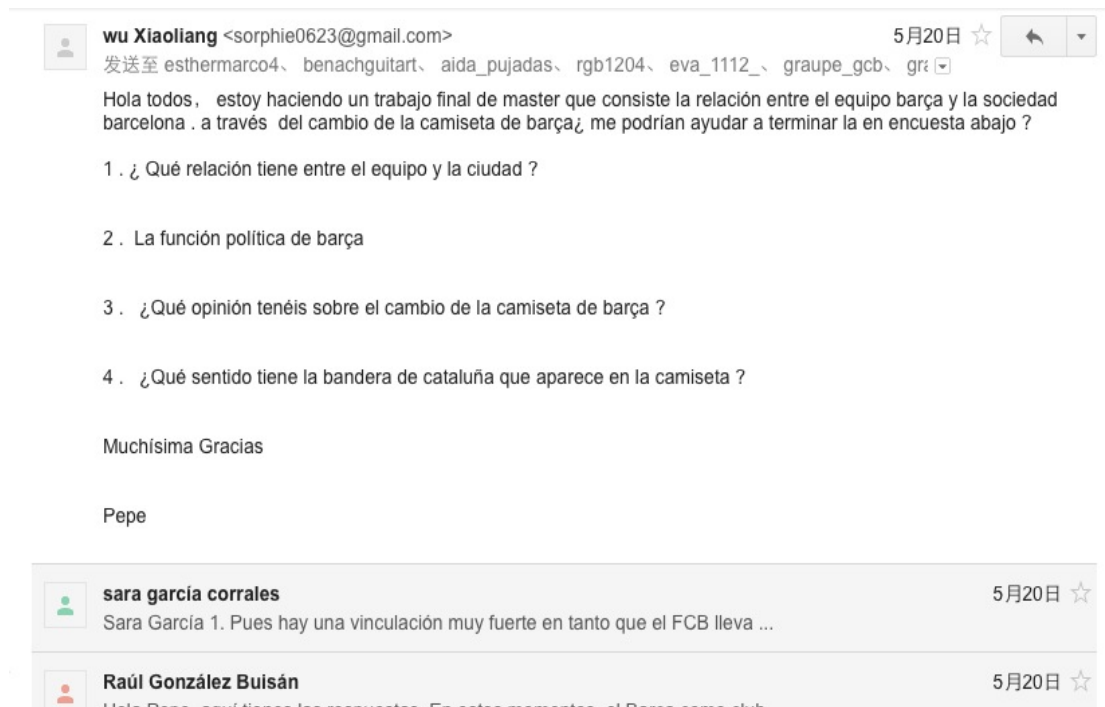 wu Xiaoliang <sorphie0623@gmail.com> 5月20日
发送至 esthermarco4、 benachguitart、 aida_pujadas、 rgb1204、 eva_1112_、 graupe_gcb、
Hola todos， estoy haciendo un trabajo final de master que consiste la relación entre el equipo barça y la sociedad
barcelona . a través del cambio de la camiseta de barça¿ me podrían ayudar a terminar la en encuesta abajo ?
1 . ¿ Qué relación tiene entre el equipo y la ciudad ?
2 . La función política de barça
3 . ¿Qué opinión tenéis sobre el cambio de la camiseta de barça ?
4 . ¿Qué sentido tiene la bandera de cataluña que aparece en la camiseta ?
Muchísima Gracias
Pepe
sara garcía corrales 5月20日
Sara García 1. Pues hay una vinculación muy fuerte en tanto que el FCB lleva ...
Raúl González Buisán 5月20日